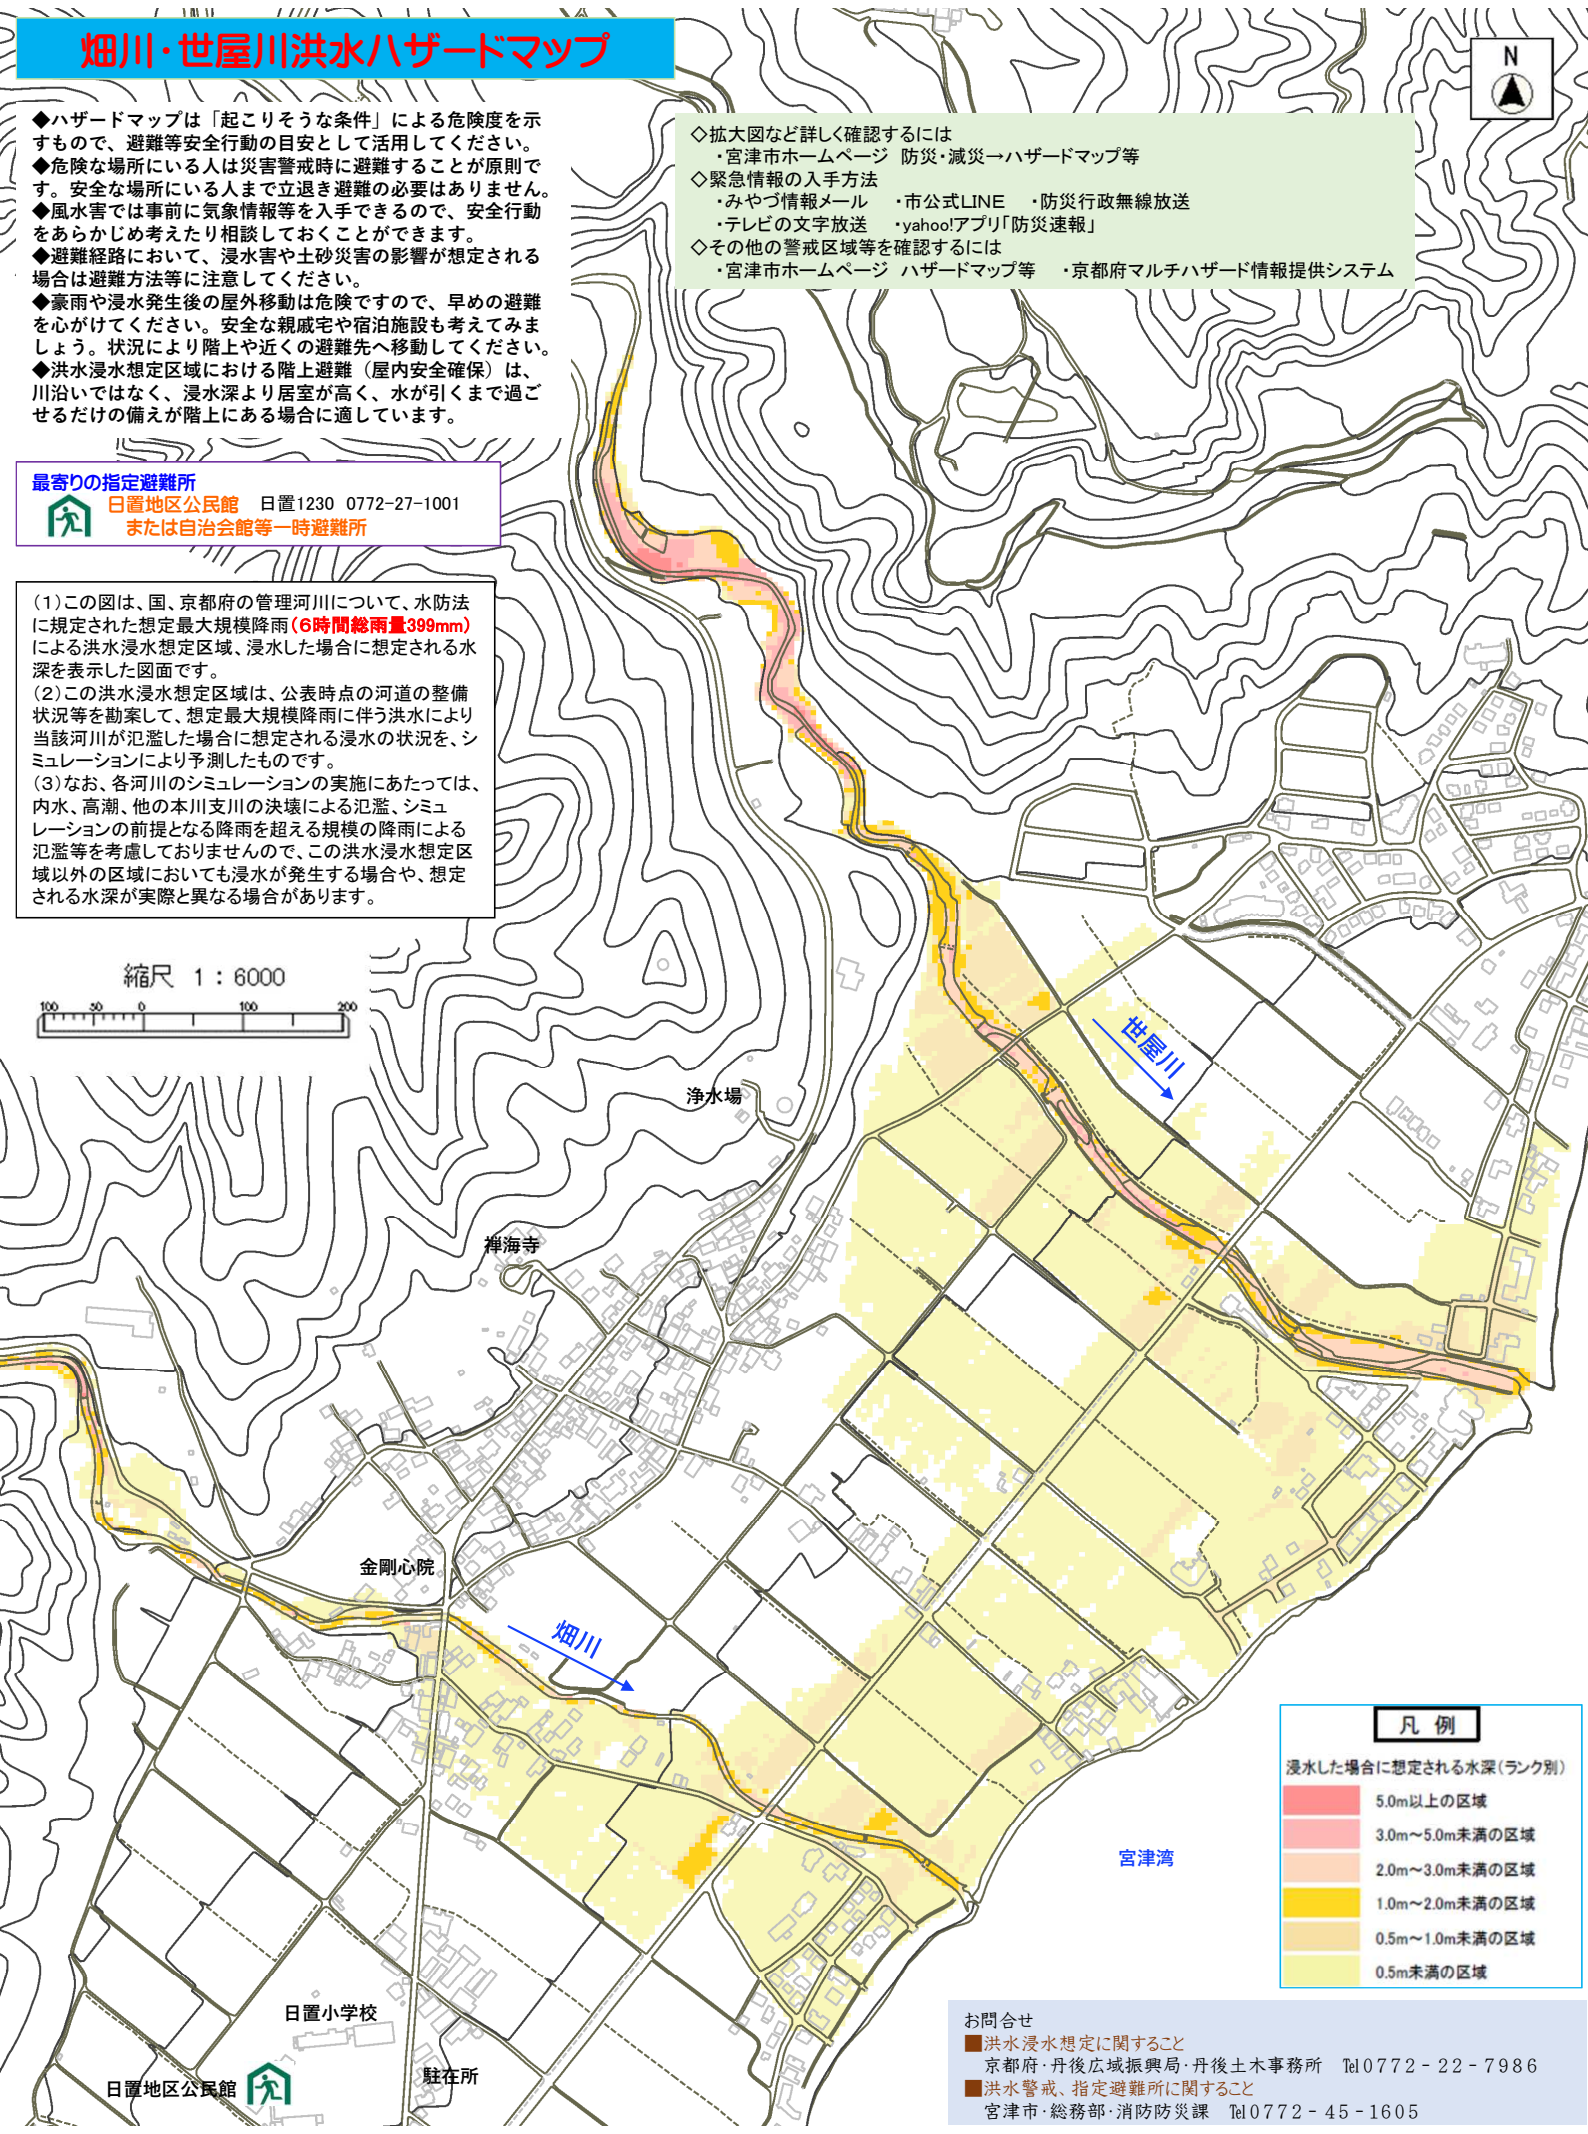 畑川・世屋川洪水ハザードマップ
N
◆ハザードマップは「起こりそうな条件」による危険度を示
すもので、避難等安全行動の目安として活用してください。
◆危険な場所にいる人は災害警戒時に避難することが原則で
す。安全な場所にいる人まで立退き避難の必要はありません。
◆風水害では事前に気象情報等を入手できるので、安全行動
をあらかじめ考えたり相談しておくことができます。
◆避難経路において、浸水害や土砂災害の影響が想定される
場合は避難方法等に注意してください。
◆豪雨や浸水発生後の屋外移動は危険ですので、早めの避難
を心がけてください。安全な親戚宅や宿泊施設も考えてみま
しょう。状況により階上や近くの避難先へ移動してください。
◆洪水浸水想定区域における階上避難（屋内安全確保）は、
川沿いではなく、浸水深より居室が高く、水が引くまで過ご
せるだけの備えが階上にある場合に適しています。
◇拡大図など詳しく確認するには
・宮津市ホームページ 防災・減災→ハザードマップ等
◇緊急情報の入手方法
・みやづ情報メール ・市公式LINE ・防災行政無線放送
・テレビの文字放送 ・yahoo!アプリ「防災速報」
◇その他の警戒区域等を確認するには
・宮津市ホームページ ハザードマップ等 ・京都府マルチハザード情報提供システム
最寄りの指定避難所
日置地区公民館 日置1230 0772-27-1001
または自治会館等一時避難所
(1)この図は、国、京都府の管理河川について、水防法
に規定された想定最大規模降雨(6時間総雨量399mm)
による洪水浸水想定区域、浸水した場合に想定される水
深を表示した図面です。
(2)この洪水浸水想定区域は、公表時点の河道の整備
状況等を勘案して、想定最大規模降雨に伴う洪水により
当該河川が氾濫した場合に想定される浸水の状況を、シ
ミュレーションにより予測したものです。
(3)なお、各河川のシミュレーションの実施にあたっては、
内水、高潮、他の本川支川の決壊による氾濫、シミュ
レーションの前提となる降雨を超える規模の降雨による
氾濫等を考慮しておりませんので、この洪水浸水想定区
域以外の区域においても浸水が発生する場合や、想定
される水深が実際と異なる場合があります。
縮尺 1：6000
100 50 0 100 200
世屋川
浄水場
禅海寺
金剛心院
畑川
宮津湾
日置小学校
駐在所
日置地区公民館
凡例
浸水した場合に想定される水深(ランク別)
5.0m以上の区域
3.0m～5.0m未満の区域
2.0m～3.0m未満の区域
1.0m～2.0m未満の区域
0.5m～1.0m未満の区域
0.5m未満の区域
お問合せ
■洪水浸水想定に関すること
京都府・丹後広域振興局・丹後土木事務所 ℡0772-22-7986
■洪水警戒、指定避難所に関すること
宮津市・総務部・消防防災課 ℡0772-45-1605